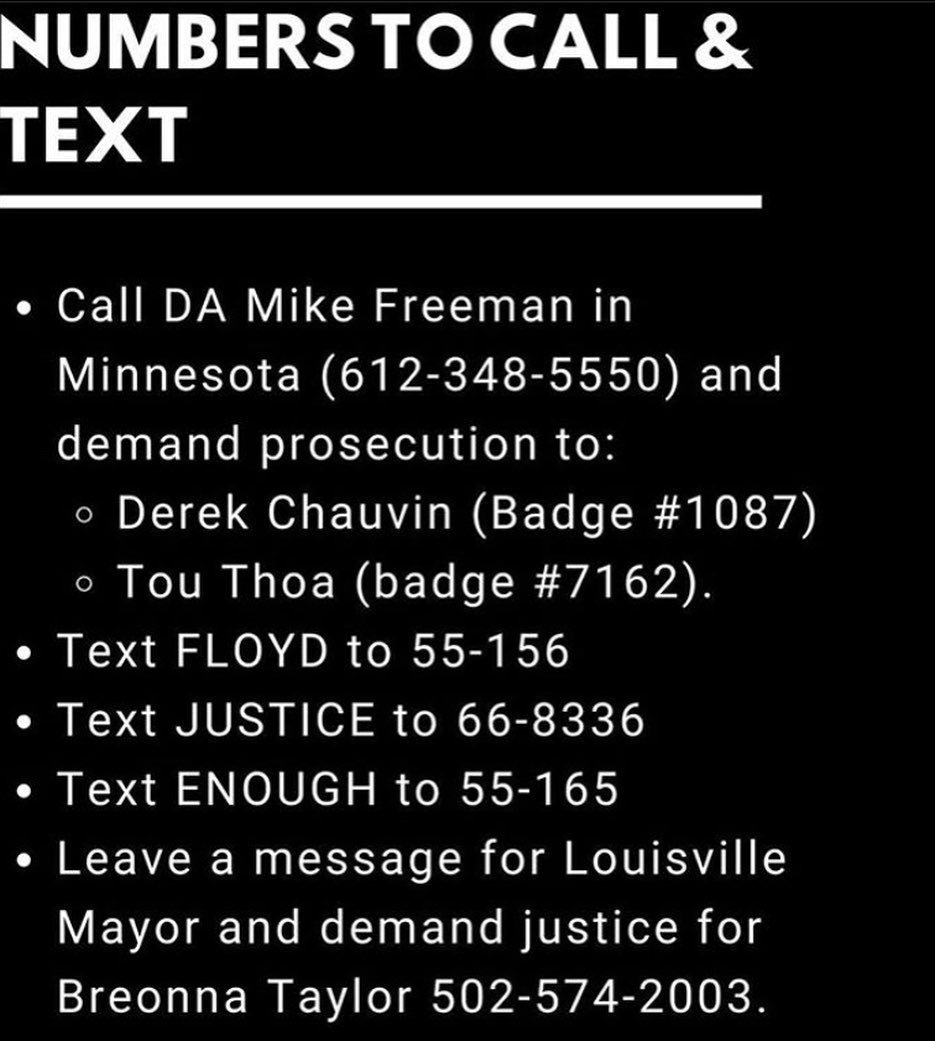 NUMBERS TO CALL &
TEXT
• Call DA Mike Freeman in
Minnesota (612-348-5550) and
demand prosecution to:
◦ Derek Chauvin (Badge #1087)
◦ Tou Thoa (badge #7162).
• Text FLOYD to 55-156
• Text JUSTICE to 66-8336
• Text ENOUGH to 55-165
• Leave a message for Louisville
Mayor and demand justice for
Breonna Taylor 502-574-2003.